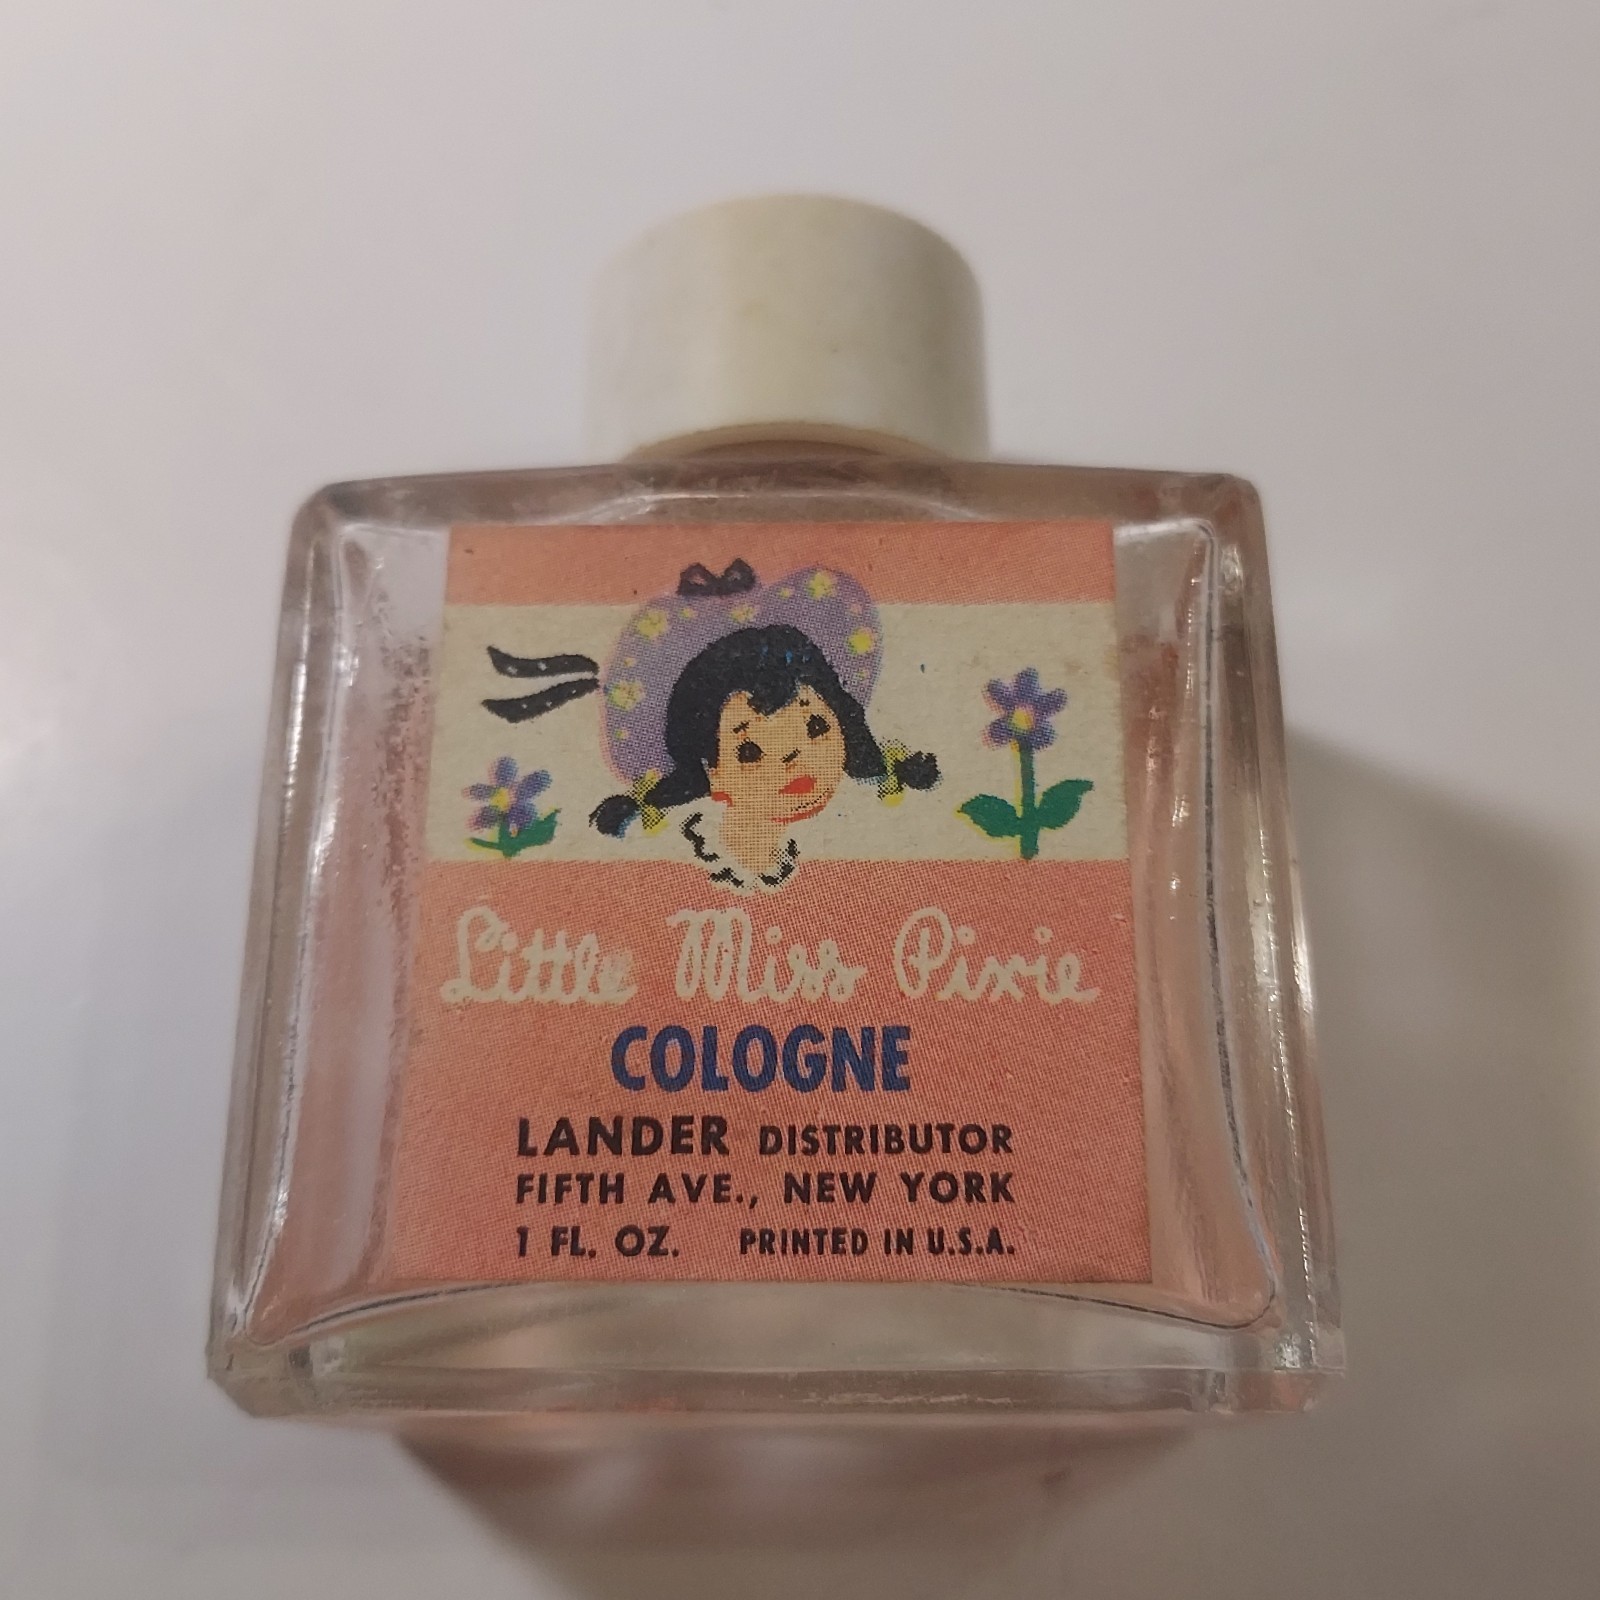 Little Miss Pixie
COLOGNE
LANDER DISTRIBUTOR
FIFTH AVE., NEW YORK
1 FL. OZ. PRINTED IN U.S.A.